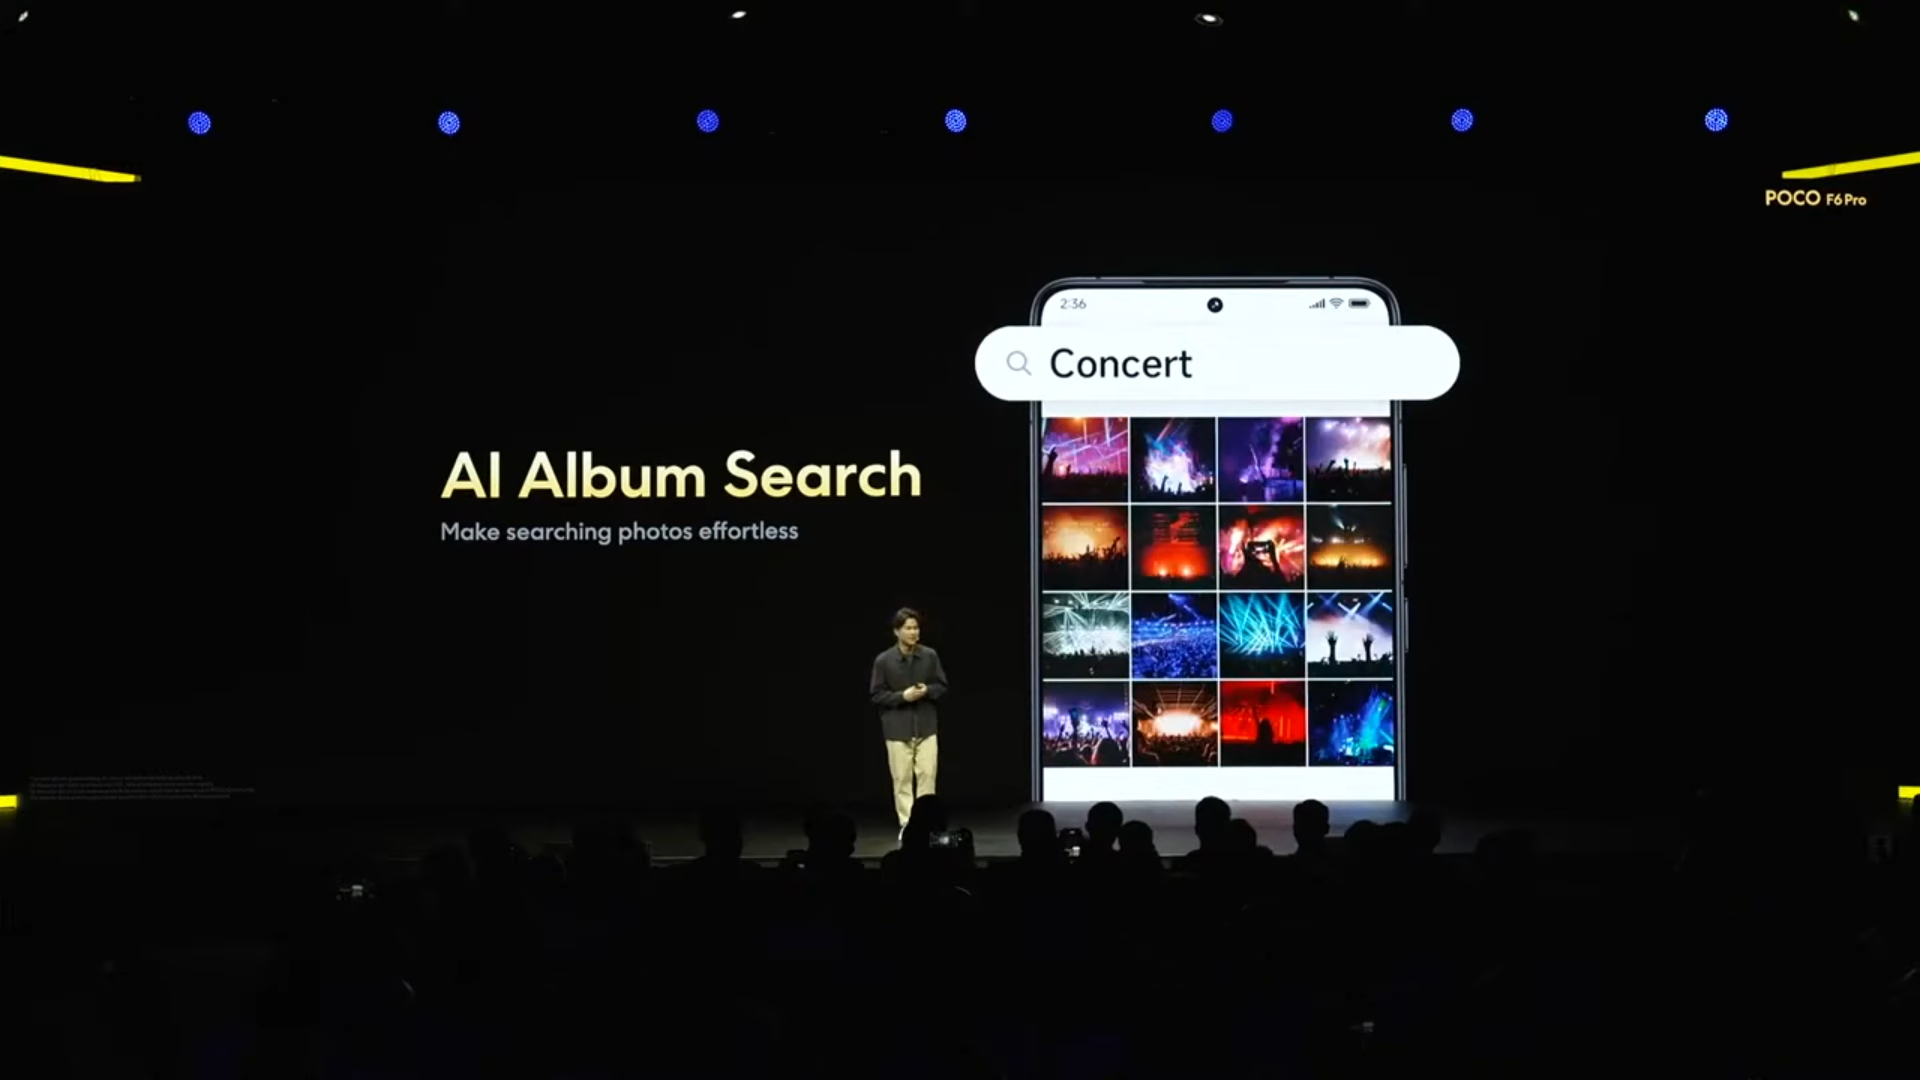 POCO F6 Pro
2:36
Concert
AI Album Search
Make searching photos effortless